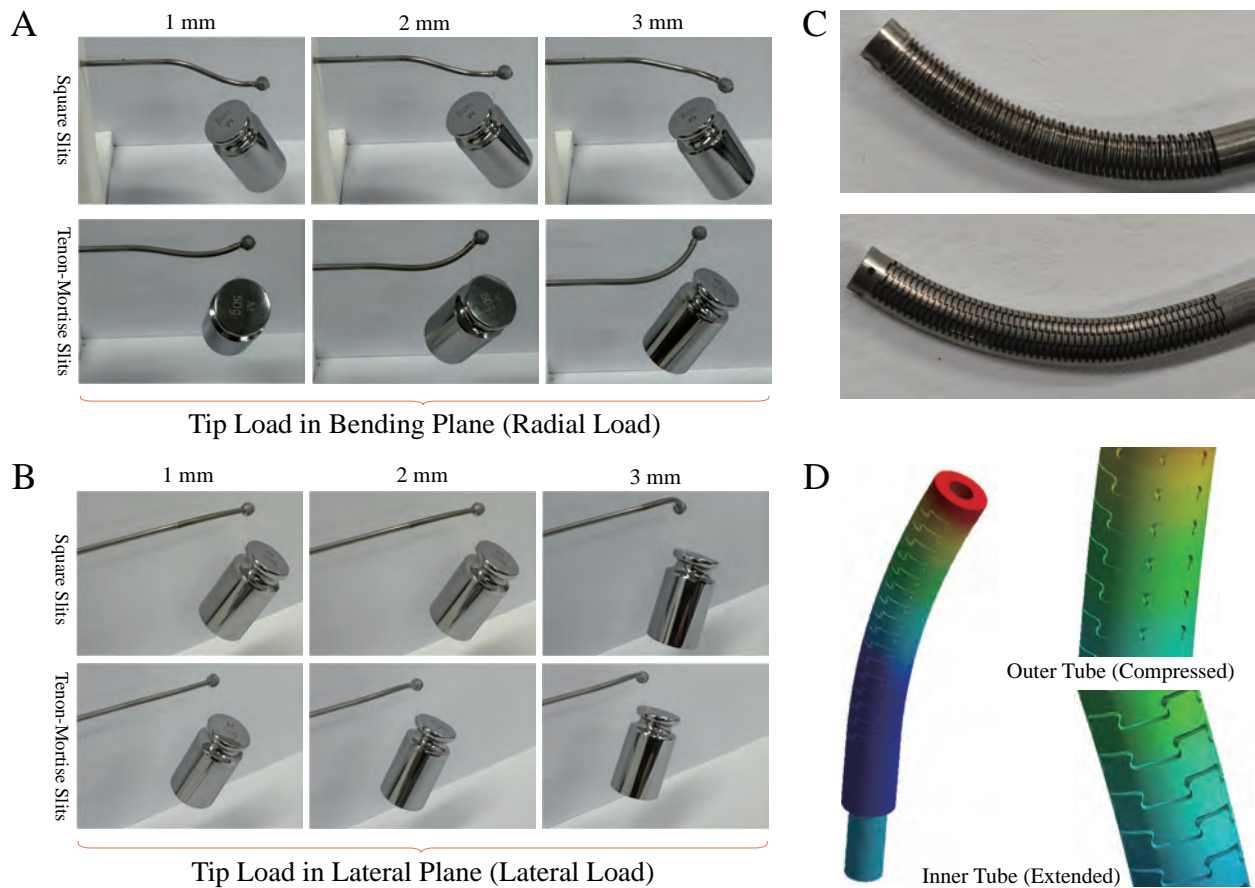 A
1 mm
2 mm
3 mm
Square Slits
Tenon-Mortise Slits
M
50g
Tip Load in Bending Plane (Radial Load)
B
1 mm
2 mm
3 mm
Square Slits
Tenon-Mortise Slits
Tip Load in Lateral Plane (Lateral Load)
C
D
Outer Tube (Compressed)
Inner Tube (Extended)